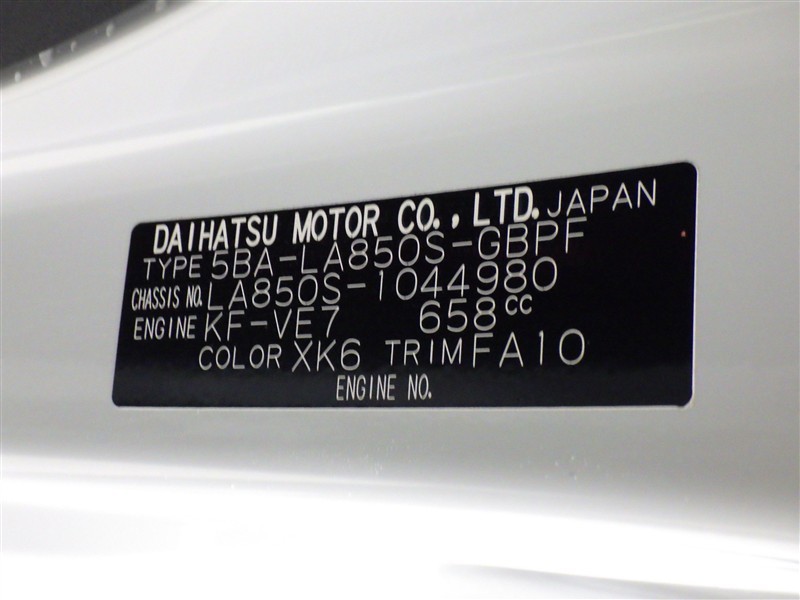 DAIHATSU MOTOR CO., LTD. JAPAN
TYPE 5BA-LA850S-GBPF
CHASSIS NO. LA850S-1044980
ENGINE KF-VE7 658cc
COLOR XK6 TRIM FA10
ENGINE NO.